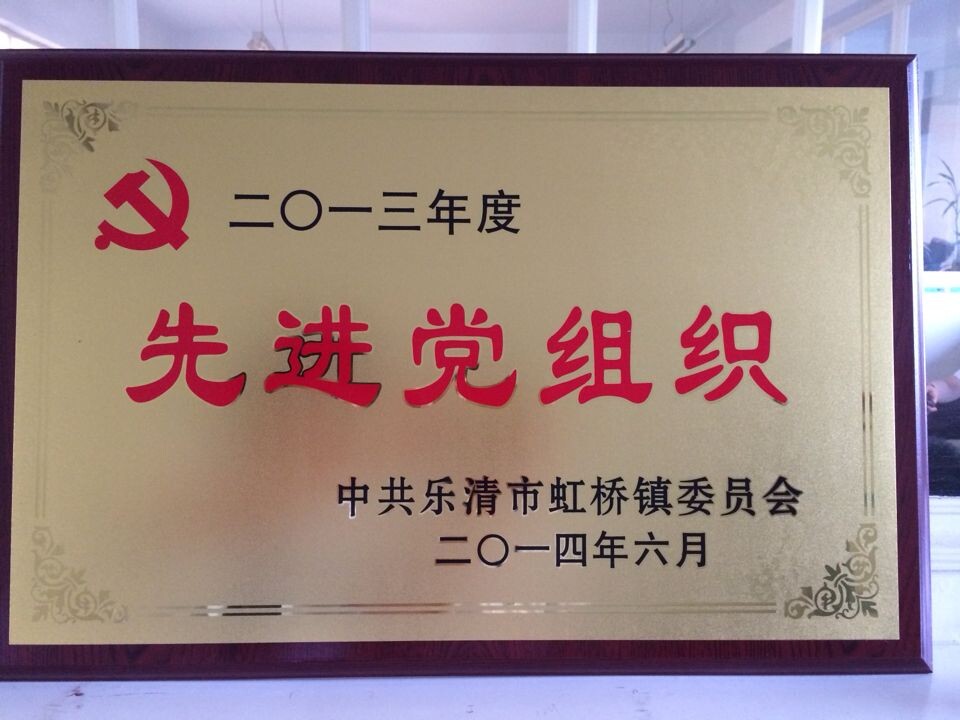 二〇一三年度
先进党组织
中共乐清市虹桥镇委员会
二〇一四年六月